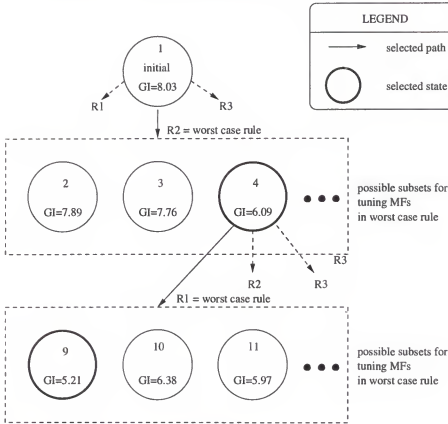 LEGEND
selected path
selected state
1
initial
GI=8.03
R1
R3
R2 = worst case rule
2
GI=7.89
3
GI=7.76
4
GI=6.09
possible subsets for
tuning MFs
in worst case rule
R3
R2
R3
R1 = worst case rule
9
GI=5.21
10
GI=6.38
11
GI=5.97
possible subsets for
tuning MFs
in worst case rule